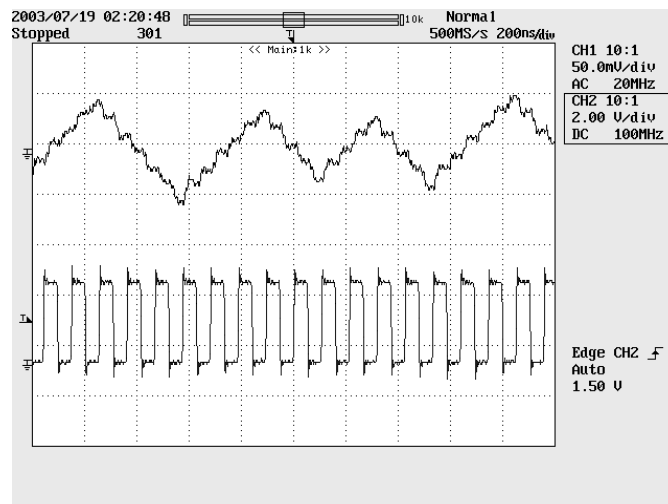 2003/07/19 02:20:48 10k Normal
Stopped 301 T 500MS/s 200ns/div
<< Main:1k >>
CH1 10:1
50.0mV/div
AC 20MHz
CH2 10:1
2.00 V/div
DC 100MHz
T
Edge CH2
Auto
1.50 V